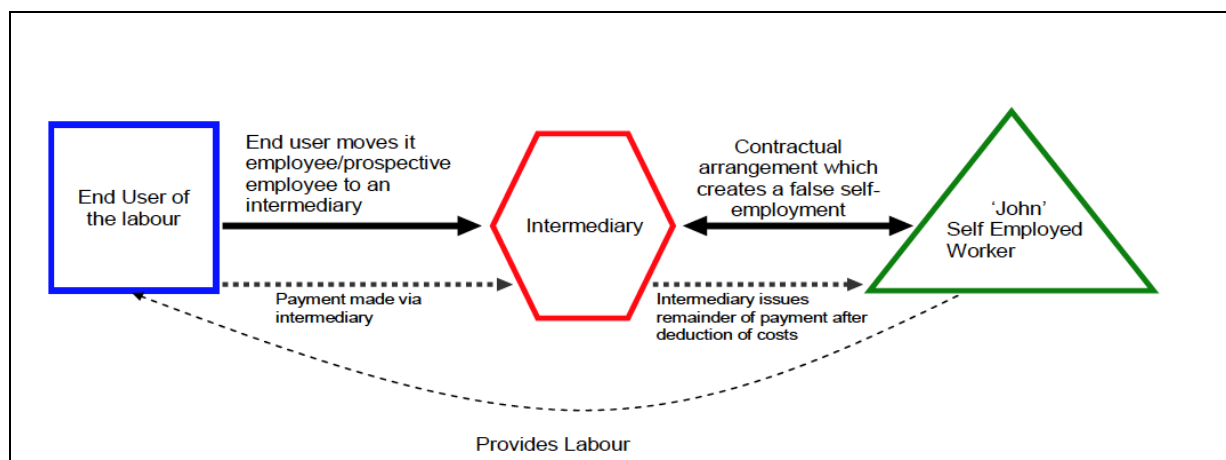 End User of
the labour
End user moves it
employee/prospective
employee to an
intermediary
Payment made via
intermediary
Intermediary
Contractual
arrangement which
creates a false self-
employment
Intermediary issues
remainder of payment after
deduction of costs
‘John’
Self Employed
Worker
Provides Labour